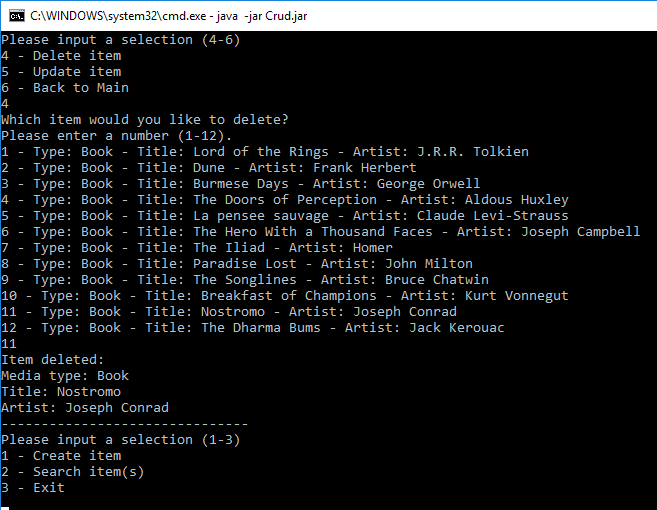 C:\WINDOWS\system32\cmd.exe - java  -jar Crud.jar
Please input a selection (4-6)
4 - Delete item
5 - Update item
6 - Back to Main
4
Which item would you like to delete?
Please enter a number (1-12).
1 - Type: Book - Title: Lord of the Rings - Artist: J.R.R. Tolkien
2 - Type: Book - Title: Dune - Artist: Frank Herbert
3 - Type: Book - Title: Burmese Days - Artist: George Orwell
4 - Type: Book - Title: The Doors of Perception - Artist: Aldous Huxley
5 - Type: Book - Title: La pensee sauvage - Artist: Claude Levi-Strauss
6 - Type: Book - Title: The Hero With a Thousand Faces - Artist: Joseph Campbell
7 - Type: Book - Title: The Iliad - Artist: Homer
8 - Type: Book - Title: Paradise Lost - Artist: John Milton
9 - Type: Book - Title: The Songlines - Artist: Bruce Chatwin
10 - Type: Book - Title: Breakfast of Champions - Artist: Kurt Vonnegut
11 - Type: Book - Title: Nostromo - Artist: Joseph Conrad
12 - Type: Book - Title: The Dharma Bums - Artist: Jack Kerouac
11
Item deleted:
Media type: Book
Title: Nostromo
Artist: Joseph Conrad
-------------------------------
Please input a selection (1-3)
1 - Create item
2 - Search item(s)
3 - Exit